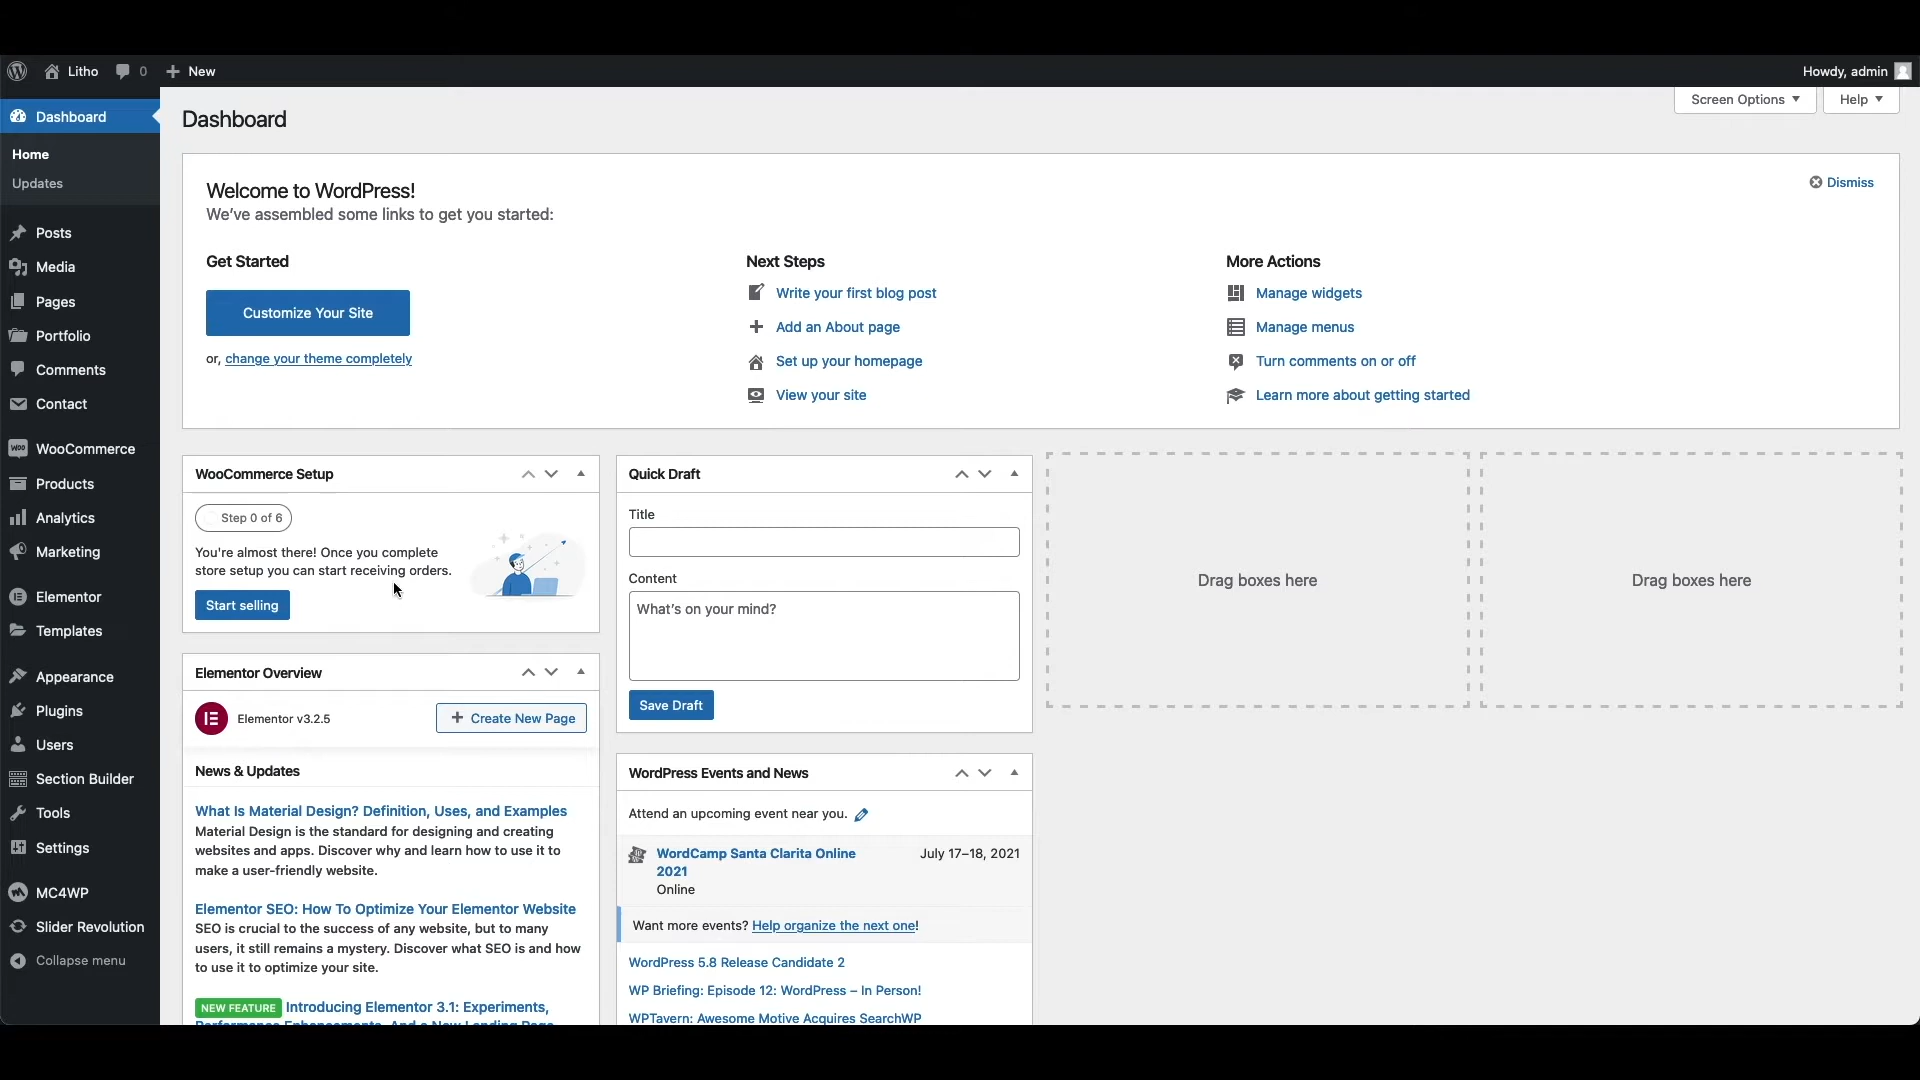 Litho
0
New
Howdy, admin
Dashboard
Home
Updates
Posts
Media
Pages
Portfolio
Comments
Contact
WooCommerce
Products
Analytics
Marketing
Elementor
Templates
Appearance
Plugins
Users
Section Builder
Tools
Settings
MC4WP
Slider Revolution
Collapse menu
Dashboard
Screen Options
Help
Welcome to WordPress!
We've assembled some links to get you started:
Dismiss
Get Started
Customize Your Site
or, change your theme completely
Next Steps
Write your first blog post
Add an About page
Set up your homepage
View your site
More Actions
Manage widgets
Manage menus
Turn comments on or off
Learn more about getting started
WooCommerce Setup
Step 0 of 6
You're almost there! Once you complete
store setup you can start receiving orders.
Start selling
Elementor Overview
Elementor v3.2.5
Create New Page
News & Updates
What Is Material Design? Definition, Uses, and Examples
Material Design is the standard for designing and creating
websites and apps. Discover why and learn how to use it to
make a user-friendly website.
Elementor SEO: How To Optimize Your Elementor Website
SEO is crucial to the success of any website, but to many
users, it still remains a mystery. Discover what SEO is and how
to use it to optimize your site.
NEW FEATURE Introducing Elementor 3.1: Experiments,
Performance Enhancements, And a New Landing Page
Quick Draft
Title
Content
What's on your mind?
Save Draft
WordPress Events and News
Attend an upcoming event near you.
WordCamp Santa Clarita Online
2021
Online
July 17–18, 2021
Want more events? Help organize the next one!
WordPress 5.8 Release Candidate 2
WP Briefing: Episode 12: WordPress – In Person!
WPTavern: Awesome Motive Acquires SearchWP
Drag boxes here
Drag boxes here